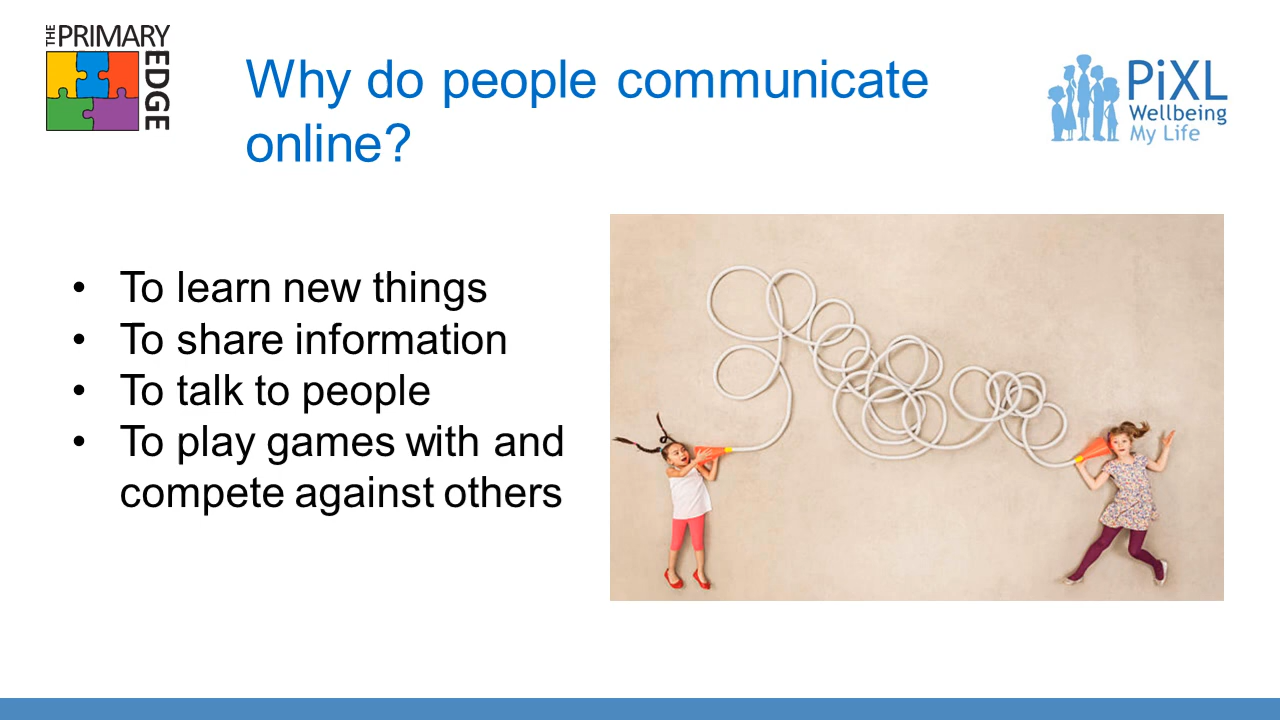 THE PRIMARY
EDGE
Why do people communicate
online?
PiXL
Wellbeing
My Life
• To learn new things
• To share information
• To talk to people
• To play games with and
compete against others